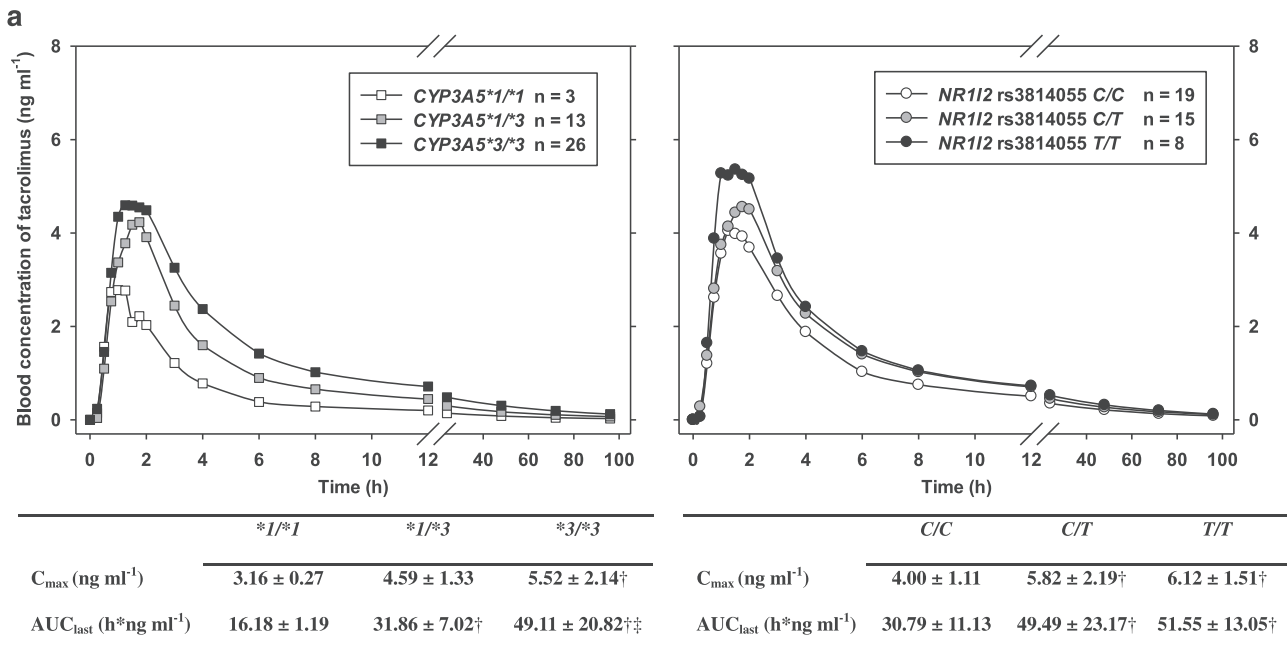 a
Blood concentration of tacrolimus (ng ml⁻¹)
8
6
4
2
0
CYP3A5*1/*1 n = 3
CYP3A5*1/*3 n = 13
CYP3A5*3/*3 n = 26
0 2 4 6 8 10 12 40 60 80 100
Time (h)
NR1I2 rs3814055 C/C n = 19
NR1I2 rs3814055 C/T n = 15
NR1I2 rs3814055 T/T n = 8
8
6
4
2
0
0 2 4 6 8 10 12 40 60 80 100
Time (h)
*1/*1 *1/*3 *3/*3
Cmax (ng ml⁻¹) 3.16 ± 0.27 4.59 ± 1.33 5.52 ± 2.14†
AUClast (h*ng ml⁻¹) 16.18 ± 1.19 31.86 ± 7.02† 49.11 ± 20.82†‡
C/C C/T T/T
Cmax (ng ml⁻¹) 4.00 ± 1.11 5.82 ± 2.19† 6.12 ± 1.51†
AUClast (h*ng ml⁻¹) 30.79 ± 11.13 49.49 ± 23.17† 51.55 ± 13.05†